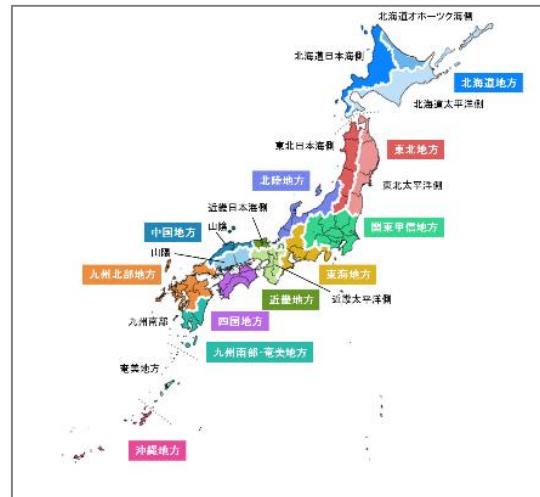 北海道オホーツク海側
北海道日本海側
北海道地方
北海道太平洋側
東北日本海側
東北地方
北陸地方
東北太平洋側
近畿日本海側
山陰
中国地方
関東甲信地方
山陽
九州北部地方
東海地方
近畿地方
近畿太平洋側
九州南部
四国地方
九州南部・奄美地方
奄美地方
沖縄地方